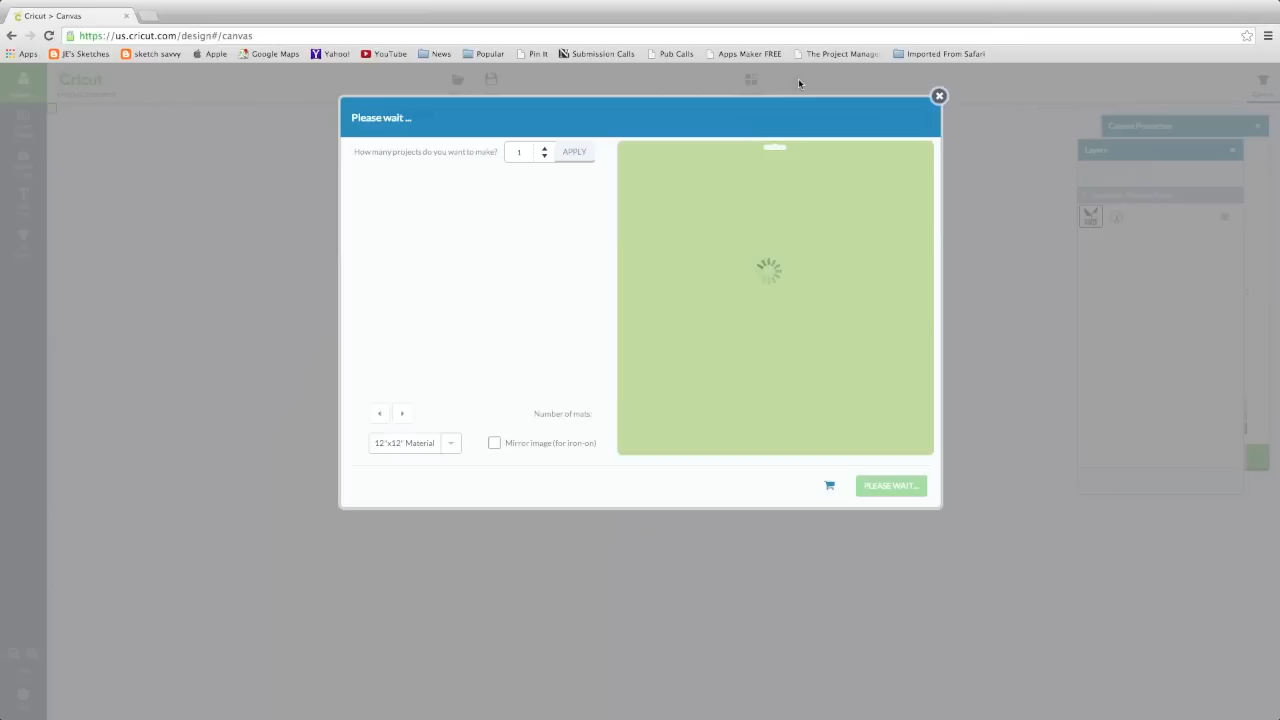 Cricut > Canvas
https://us.cricut.com/design#/canvas
Apps JE's Sketches sketch savvy Apple Google Maps Yahoo! YouTube News Popular Pin It Submission Calls Pub Calls Apps Maker FREE The Project Manage Imported From Safari
Cricut
Please wait ...
How many projects do you want to make? 1 APPLY
Layers
Number of mats:
12"x12" Material Mirror image (for iron-on)
PLEASE WAIT...